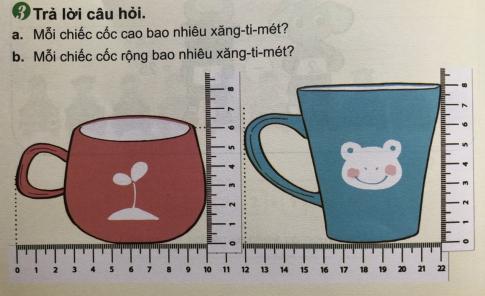 3 Trả lời câu hỏi.
a. Mỗi chiếc cốc cao bao nhiêu xăng-ti-mét?
b. Mỗi chiếc cốc rộng bao nhiêu xăng-ti-mét?
0 1 2 3 4 5 6 7 8
0 1 2 3 4 5 6 7 8
0 1 2 3 4 5 6 7 8 9 10 11 12 13 14 15 16 17 18 19 20 21 22